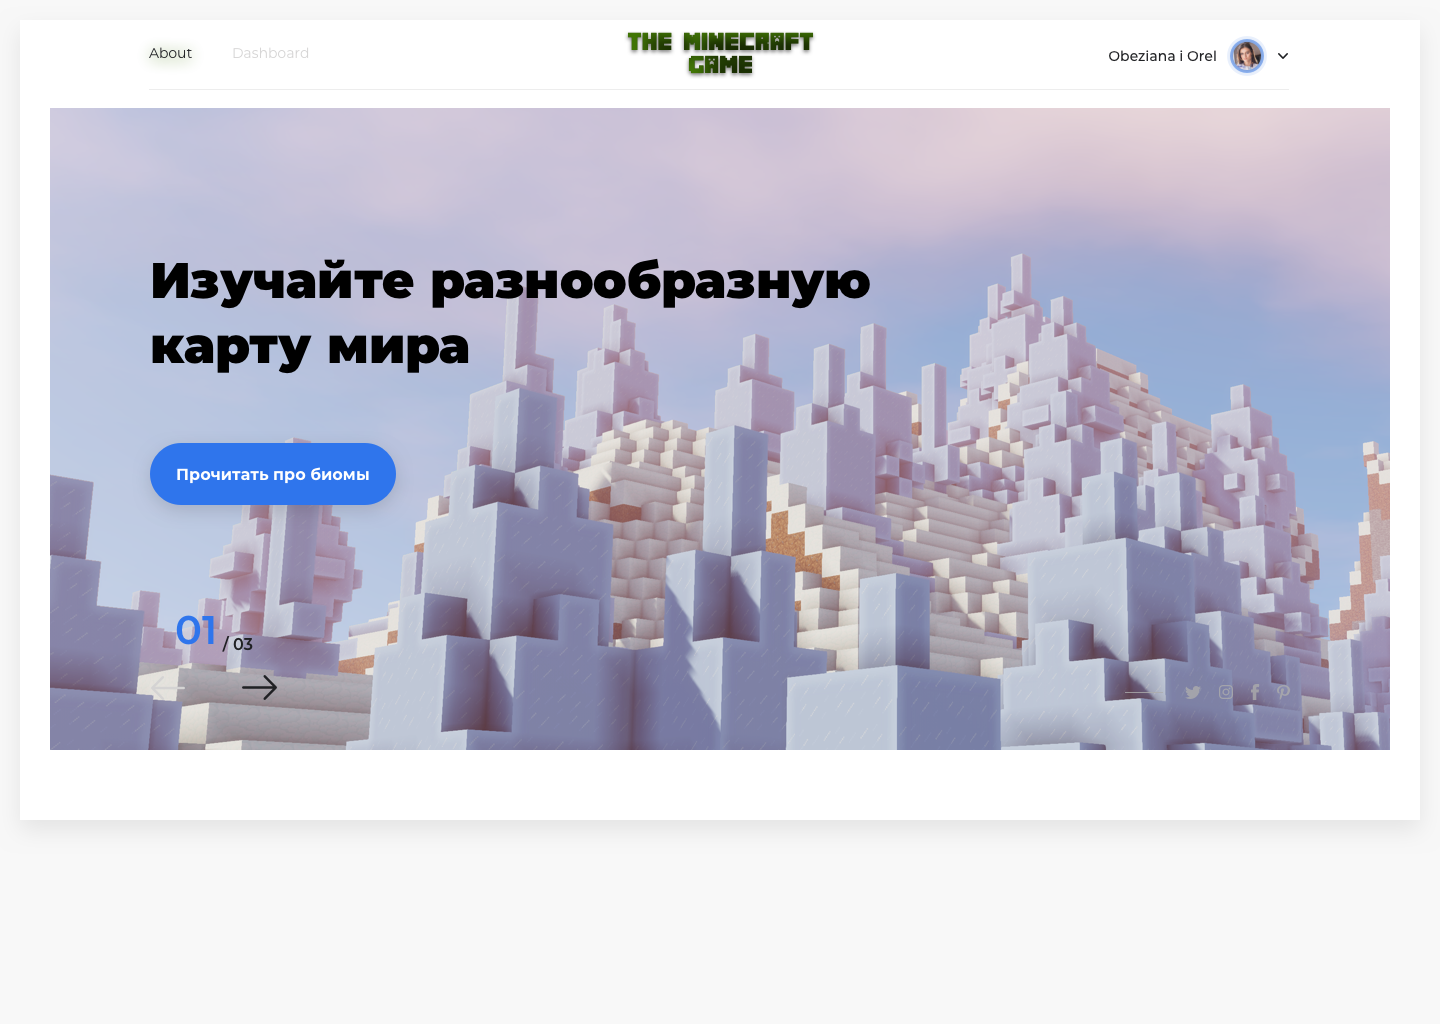 About
Dashboard
THE MINECRAFT
GAME
Obeziana i Orel
Изучайте разнообразную
карту мира
Прочитать про биомы
01 / 03